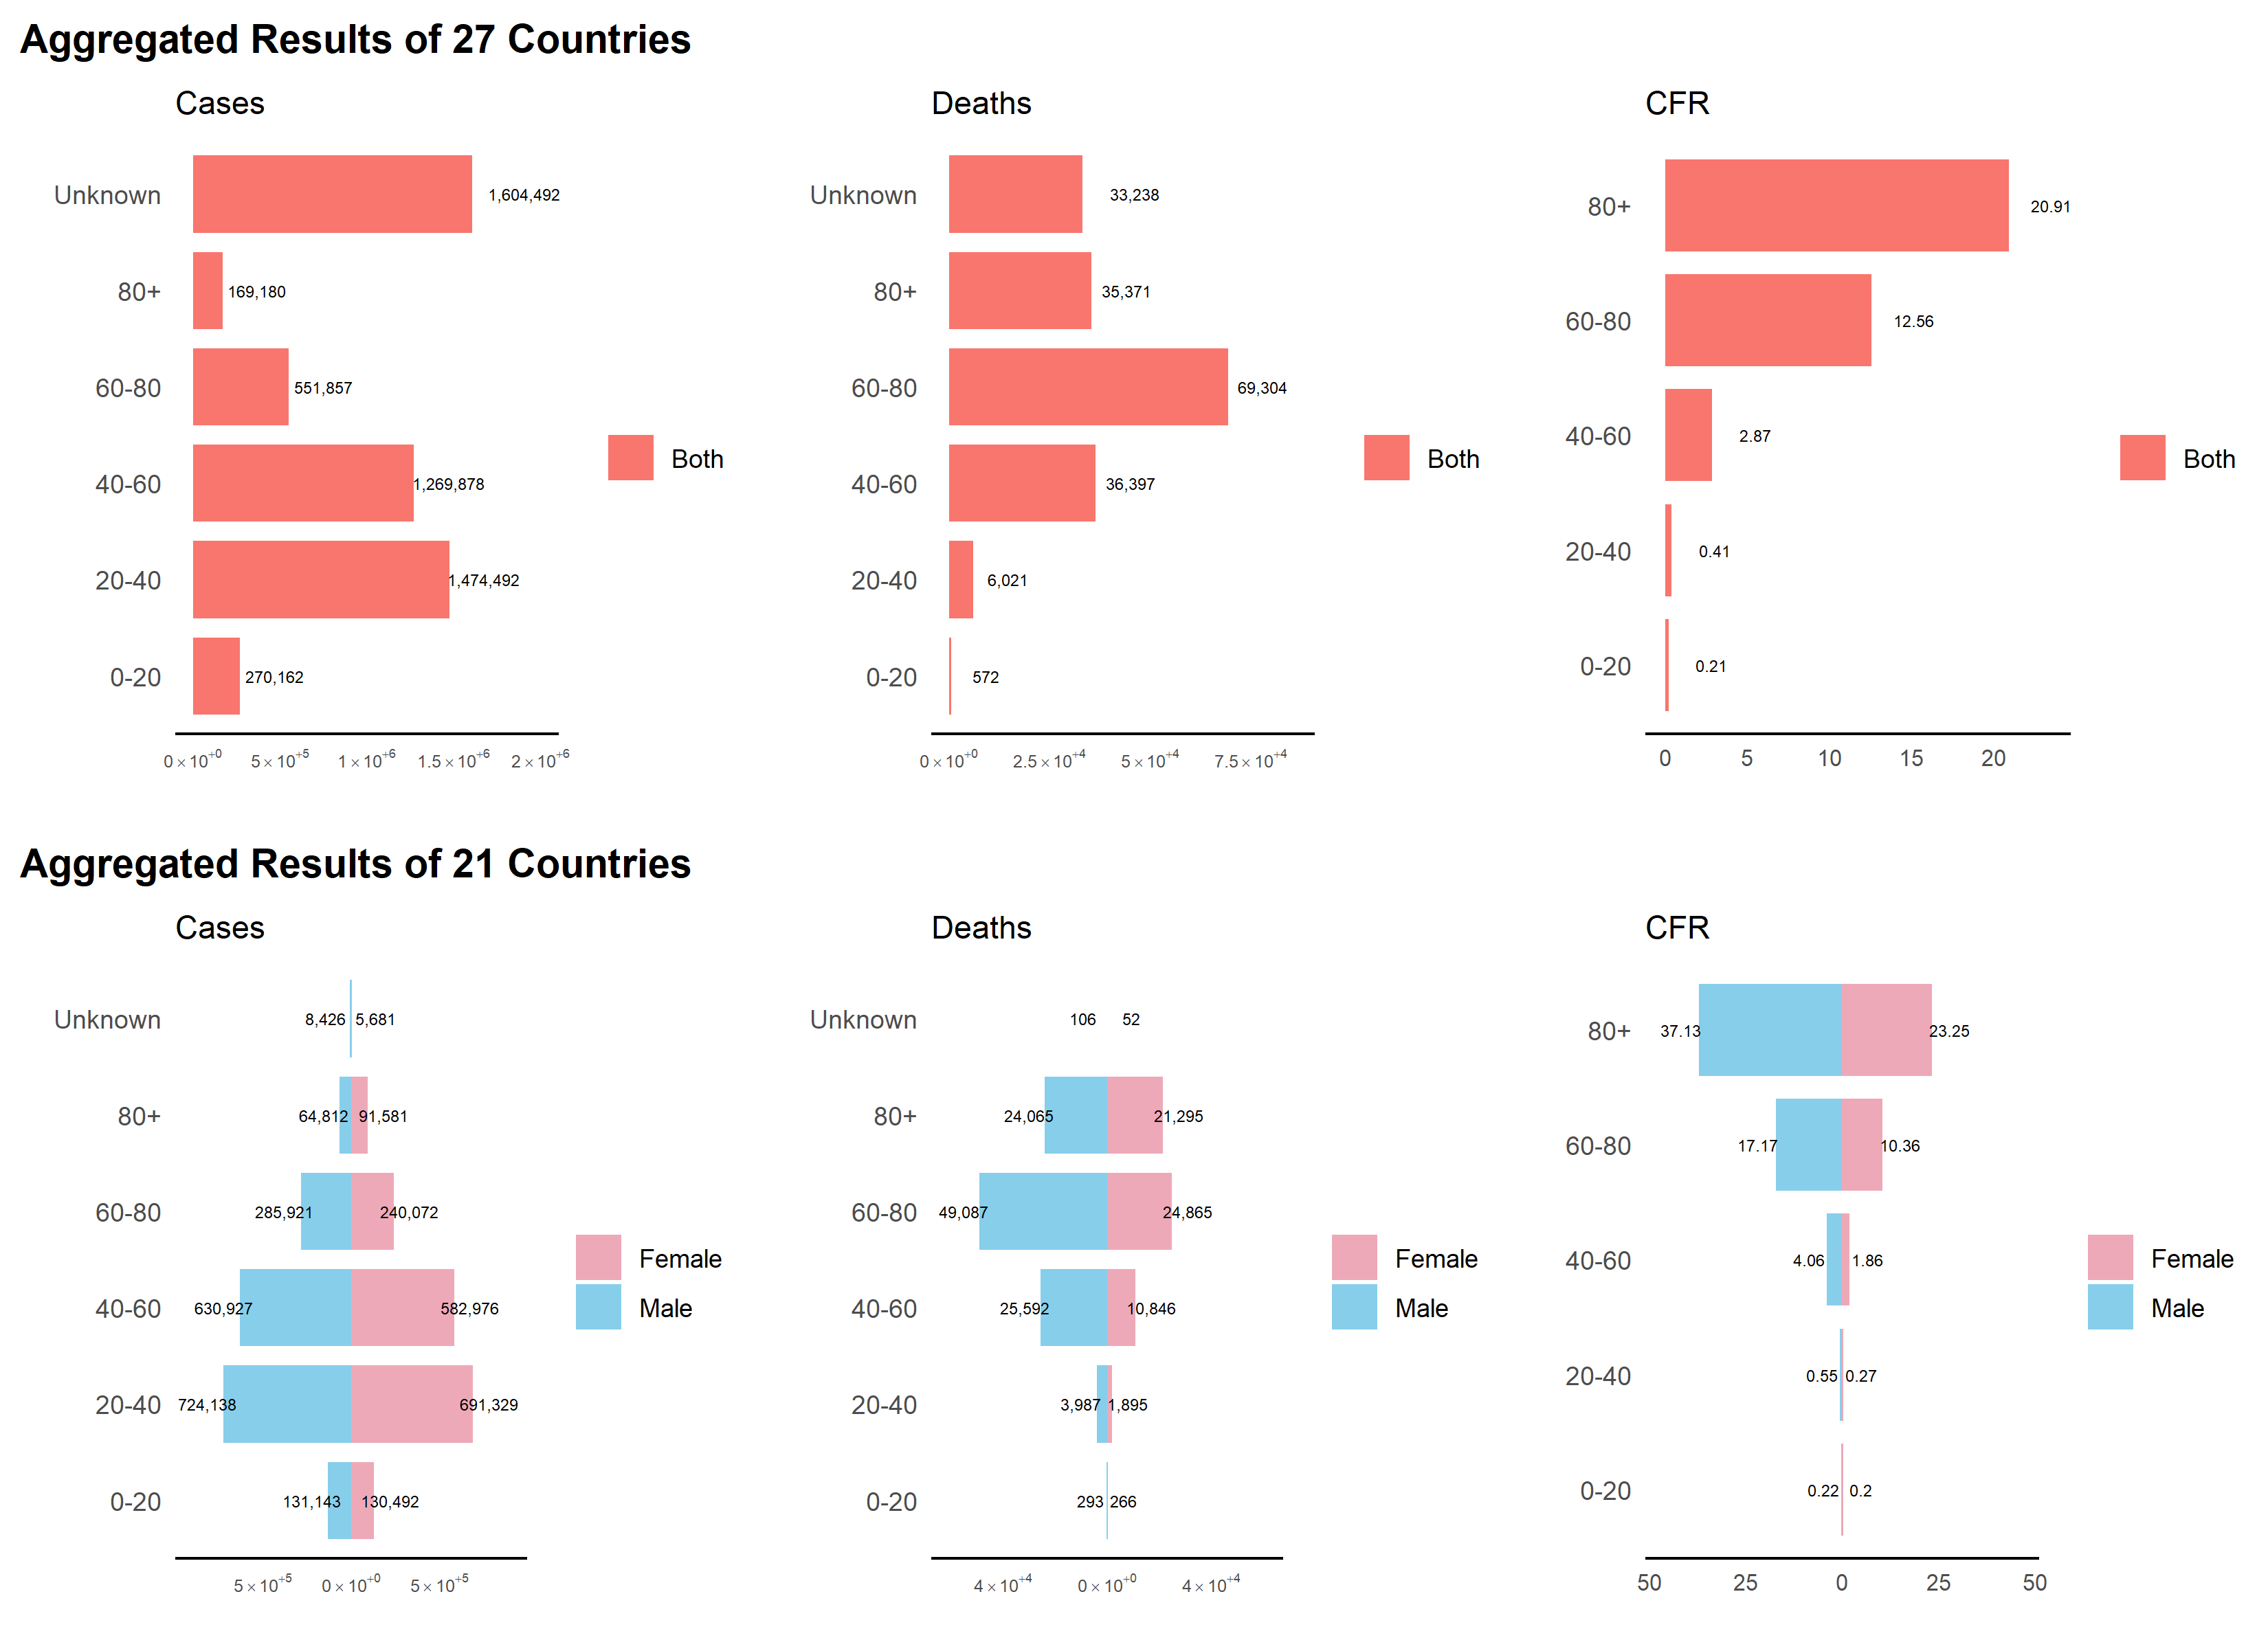 Aggregated Results of 27 Countries
Cases
Unknown 1,604,492
80+ 169,180
60-80 551,857
40-60 1,269,878
20-40 1,474,492
0-20 270,162
0×10⁺⁰ 5×10⁺⁵ 1×10⁺⁶ 1.5×10⁺⁶ 2×10⁺⁶
Both
Deaths
Unknown 33,238
80+ 35,371
60-80 69,304
40-60 36,397
20-40 6,021
0-20 572
0×10⁺⁰ 2.5×10⁺⁴ 5×10⁺⁴ 7.5×10⁺⁴
Both
CFR
80+ 20.91
60-80 12.56
40-60 2.87
20-40 0.41
0-20 0.21
0 5 10 15 20
Both
Aggregated Results of 21 Countries
Cases
Unknown 8,426 5,681
80+ 64,812 91,581
60-80 285,921 240,072
40-60 630,927 582,976
20-40 724,138 691,329
0-20 131,143 130,492
5×10⁺⁵ 0×10⁺⁰ 5×10⁺⁵
Female
Male
Deaths
Unknown 106 52
80+ 24,065 21,295
60-80 49,087 24,865
40-60 25,592 10,846
20-40 3,987 1,895
0-20 293 266
4×10⁺⁴ 0×10⁺⁰ 4×10⁺⁴
Female
Male
CFR
80+ 37.13 23.25
60-80 17.17 10.36
40-60 4.06 1.86
20-40 0.55 0.27
0-20 0.22 0.2
50 25 0 25 50
Female
Male